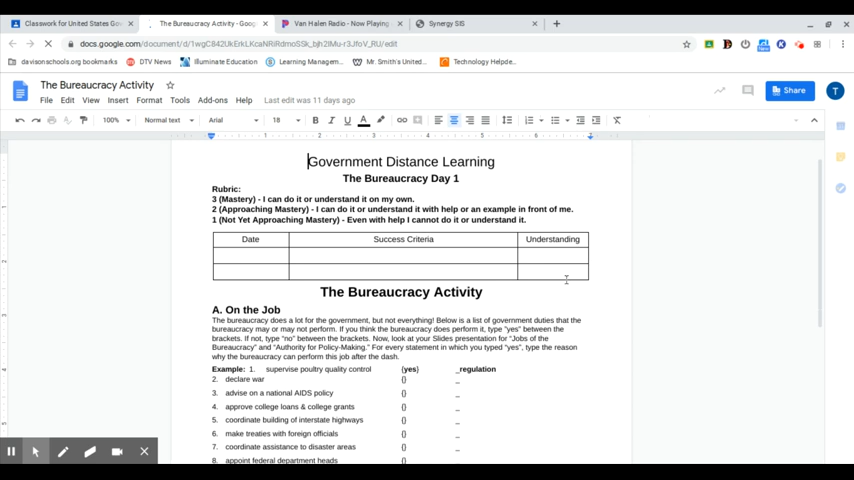 Classwork for United States Gov
The Bureaucracy Activity - Goog
Van Halen Radio - Now Playing
Synergy SIS
docs.google.com/document/d/1wgC842UkErkLKcaNRiRdmoSSk_bjh2IMu-r3JfoV_RU/edit
davisonschools.org bookmarks
DTV News
Illuminate Education
Learning Managem...
Mr. Smith's United...
Technology Helpde...
The Bureaucracy Activity
File Edit View Insert Format Tools Add-ons Help Last edit was 11 days ago
Share
T
100% Normal text Arial 18
Government Distance Learning
The Bureaucracy Day 1
Rubric:
3 (Mastery) - I can do it or understand it on my own.
2 (Approaching Mastery) - I can do it or understand it with help or an example in front of me.
1 (Not Yet Approaching Mastery) - Even with help I cannot do it or understand it.
Date Success Criteria Understanding
The Bureaucracy Activity
A. On the Job
The bureaucracy does a lot for the government, but not everything! Below is a list of government duties that the
bureaucracy may or may not perform. If you think the bureaucracy does perform it, type "yes" between the
brackets. If not, type "no" between the brackets. Now, look at your Slides presentation for "Jobs of the
Bureaucracy" and "Authority for Policy-Making." For every statement in which you typed "yes", type the reason
why the bureaucracy can perform this job after the dash.
Example: 1. supervise poultry quality control {yes} _regulation
2. declare war {} _
3. advise on a national AIDS policy {} _
4. approve college loans & college grants {} _
5. coordinate building of interstate highways {} _
6. make treaties with foreign officials {} _
7. coordinate assistance to disaster areas {} _
8. appoint federal department heads {}